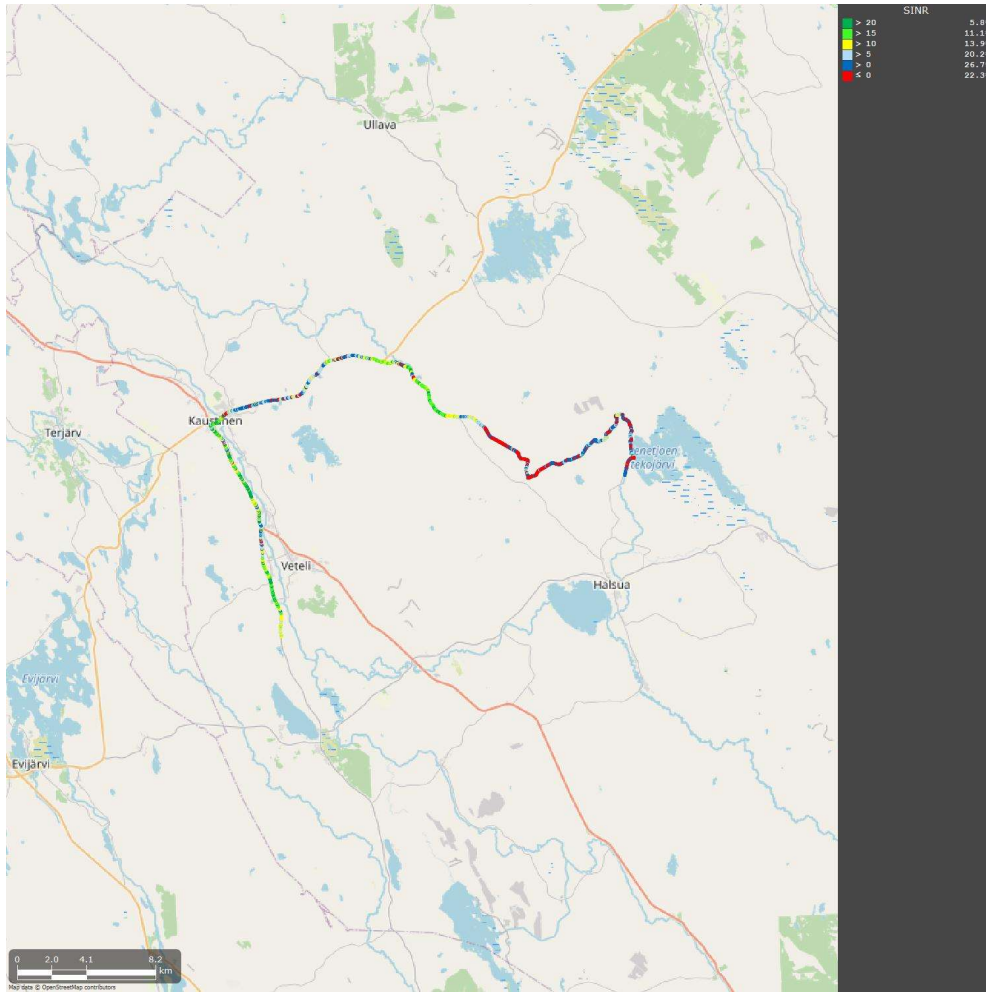 SINR
> 20 5.8
> 15 11.1
> 10 13.9
> 5 20.2
> 0 26.7
≤ 0 22.3
Ullava
Kaustinen
Terjärv
enetjoen
tekojärvi
Veteli
Halsua
Evijärvi
Evijärvi
0 2.0 4.1 8.2
km
Map data © OpenStreetMap contributors